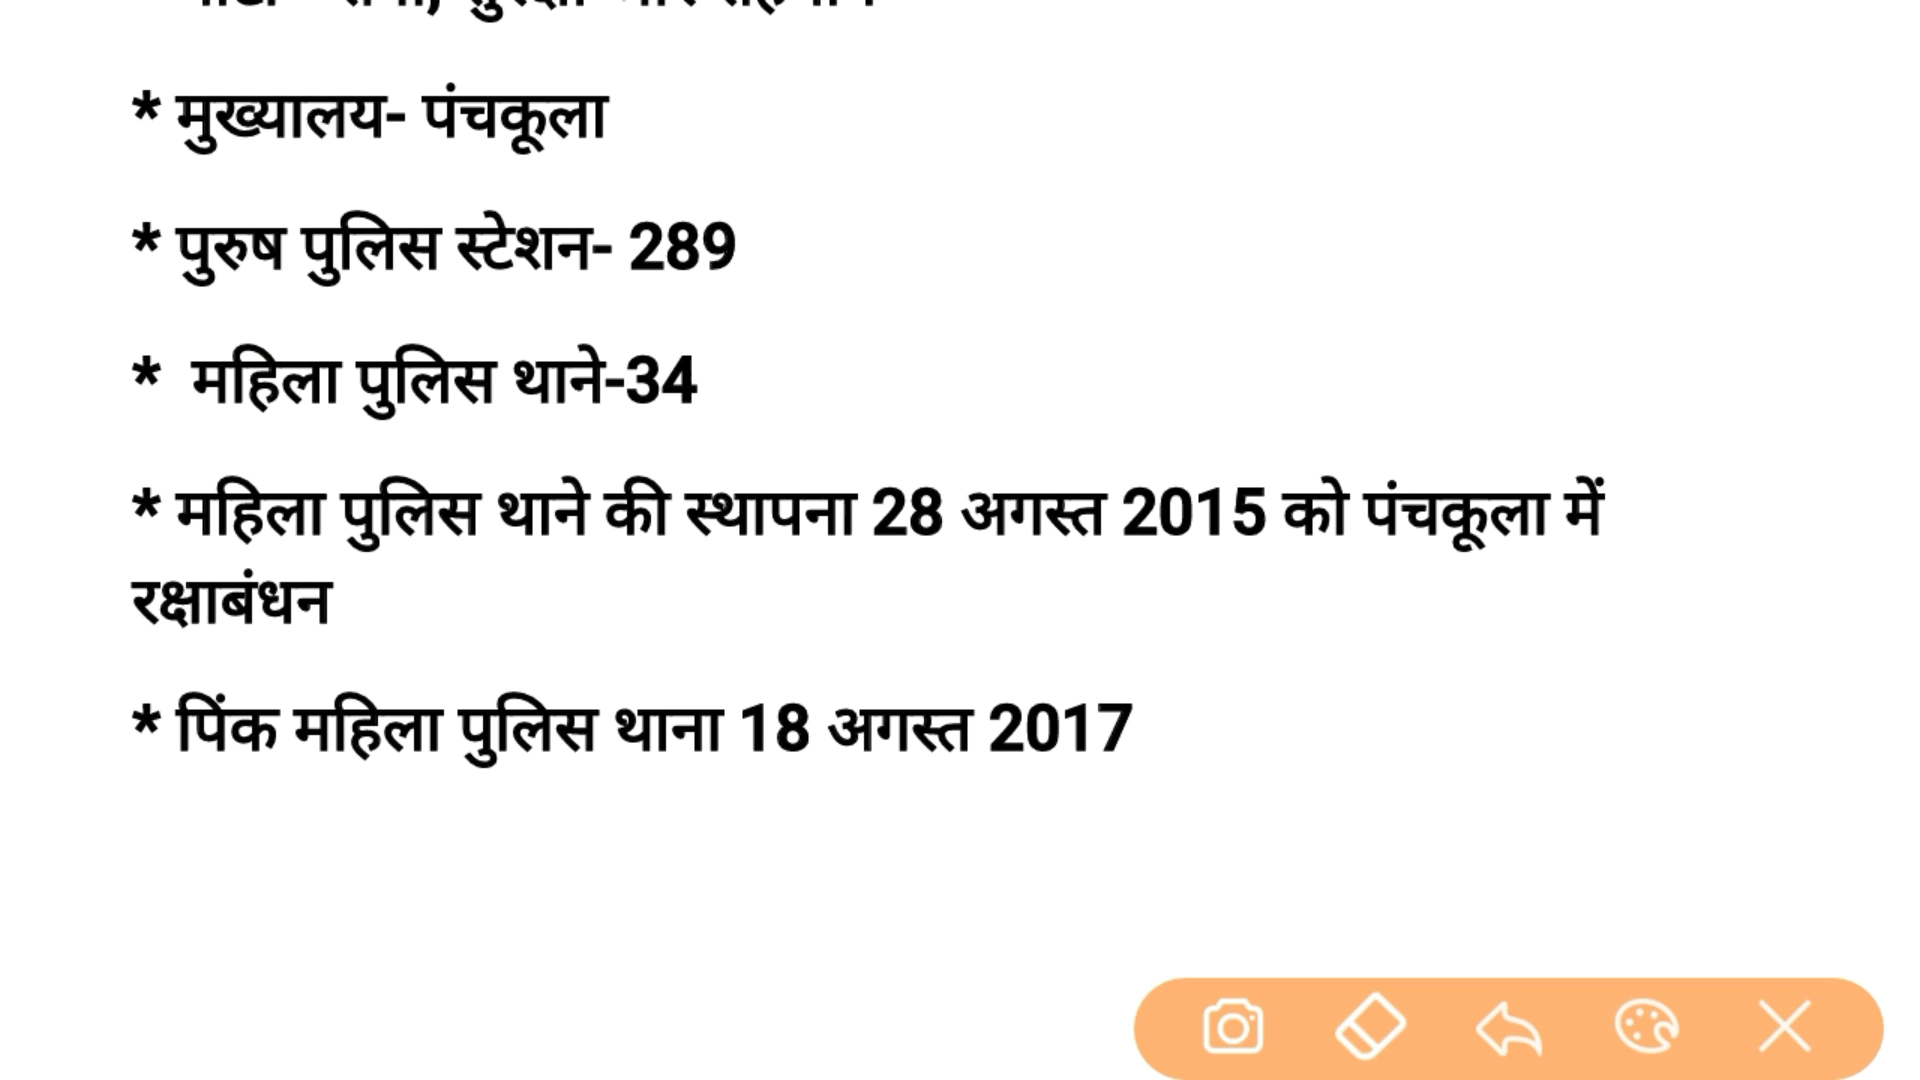 * मुख्यालय- पंचकूला
* पुरुष पुलिस स्टेशन- 289
* महिला पुलिस थाने-34
* महिला पुलिस थाने की स्थापना 28 अगस्त 2015 को पंचकूला में
रक्षाबंधन
* पिंक महिला पुलिस थाना 18 अगस्त 2017